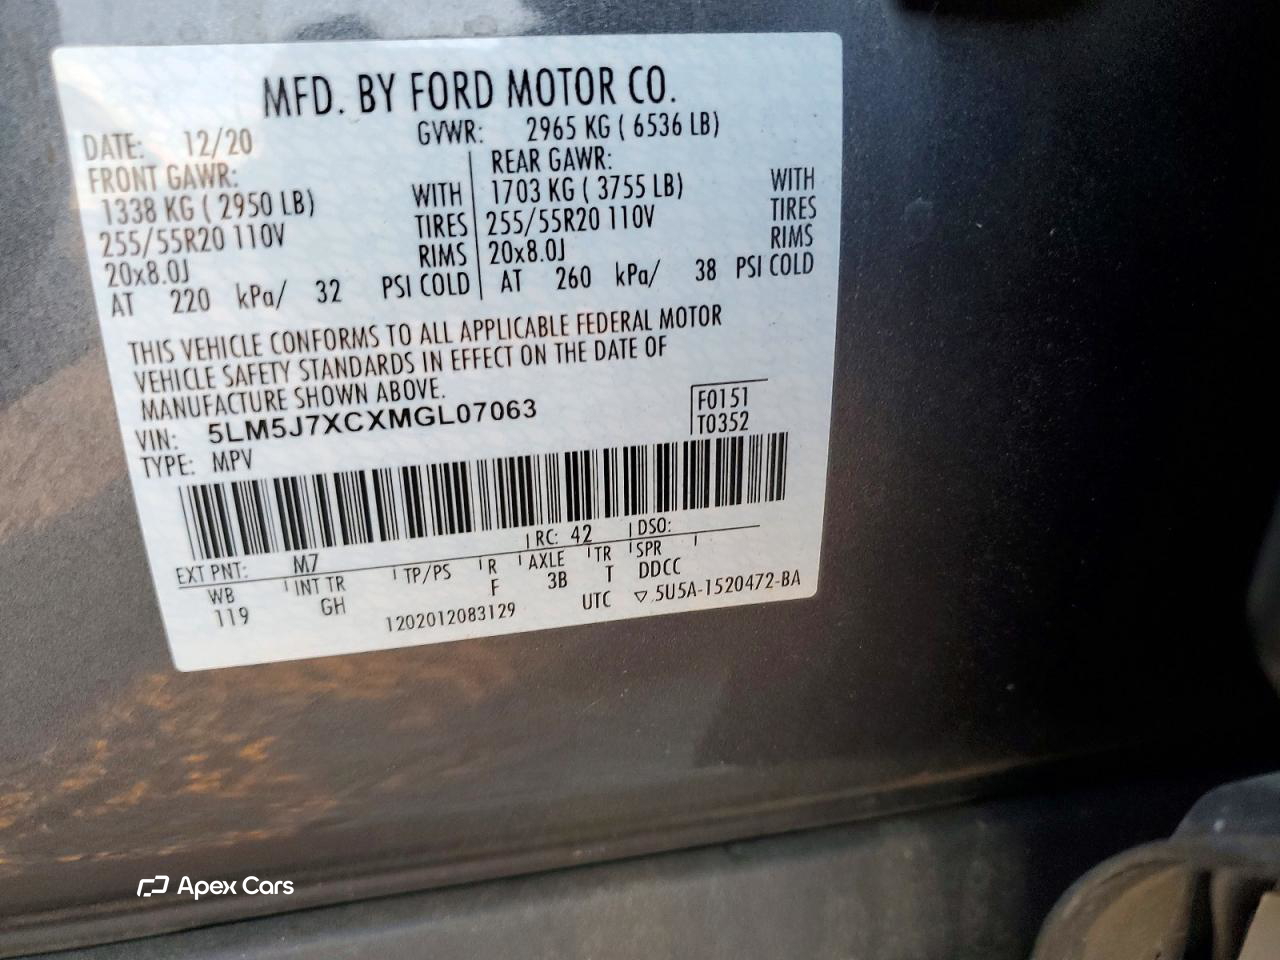 MFD. BY FORD MOTOR CO.
DATE: 12/20 GVWR: 2965 KG ( 6536 LB)
FRONT GAWR: REAR GAWR:
1338 KG ( 2950 LB) WITH 1703 KG ( 3755 LB) WITH
255/55R20 110V TIRES 255/55R20 110V TIRES
20x8.0J RIMS 20x8.0J RIMS
AT 220 kPa/ 32 PSI COLD AT 260 kPa/ 38 PSI COLD
THIS VEHICLE CONFORMS TO ALL APPLICABLE FEDERAL MOTOR
VEHICLE SAFETY STANDARDS IN EFFECT ON THE DATE OF
MANUFACTURE SHOWN ABOVE.
VIN: 5LM5J7XCXMGL07063
TYPE: MPV
F0151
T0352
EXT PNT: M7 RC: 42 DSO:
WB INT TR TP/PS R AXLE TR SPR
119 GH F 3B T DDCC
1202012083129 UTC ▽ 5U5A-1520472-BA
Apex Cars